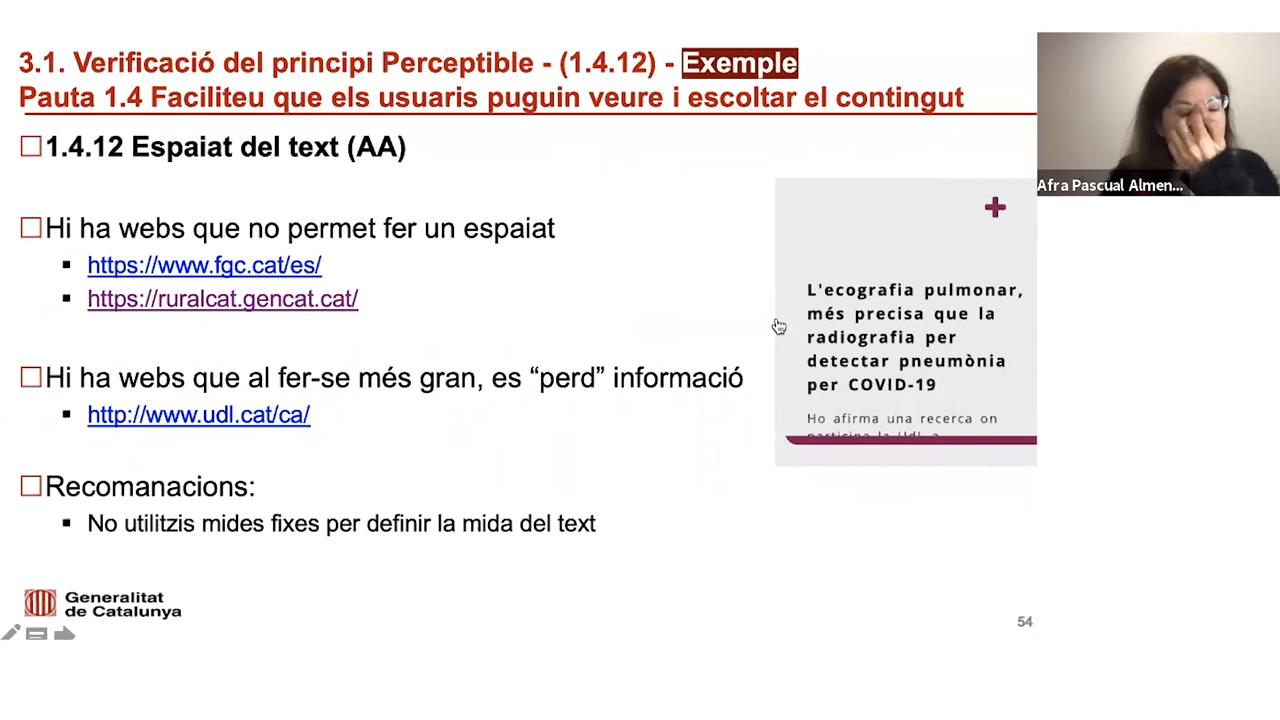 3.1. Verificació del principi Perceptible - (1.4.12) - Exemple
Pauta 1.4 Faciliteu que els usuaris puguin veure i escoltar el contingut
1.4.12 Espaiat del text (AA)
Hi ha webs que no permet fer un espaiat
https://www.fgc.cat/es/
https://ruralcat.gencat.cat/
Hi ha webs que al fer-se més gran, es “perd” informació
http://www.udl.cat/ca/
Recomanacions:
No utilitzis mides fixes per definir la mida del text
L'ecografia pulmonar,
més precisa que la
radiografia per
detectar pneumònia
per COVID-19
Ho afirma una recerca on
participa la UdL a
Afra Pascual Almen...
Generalitat
de Catalunya
54